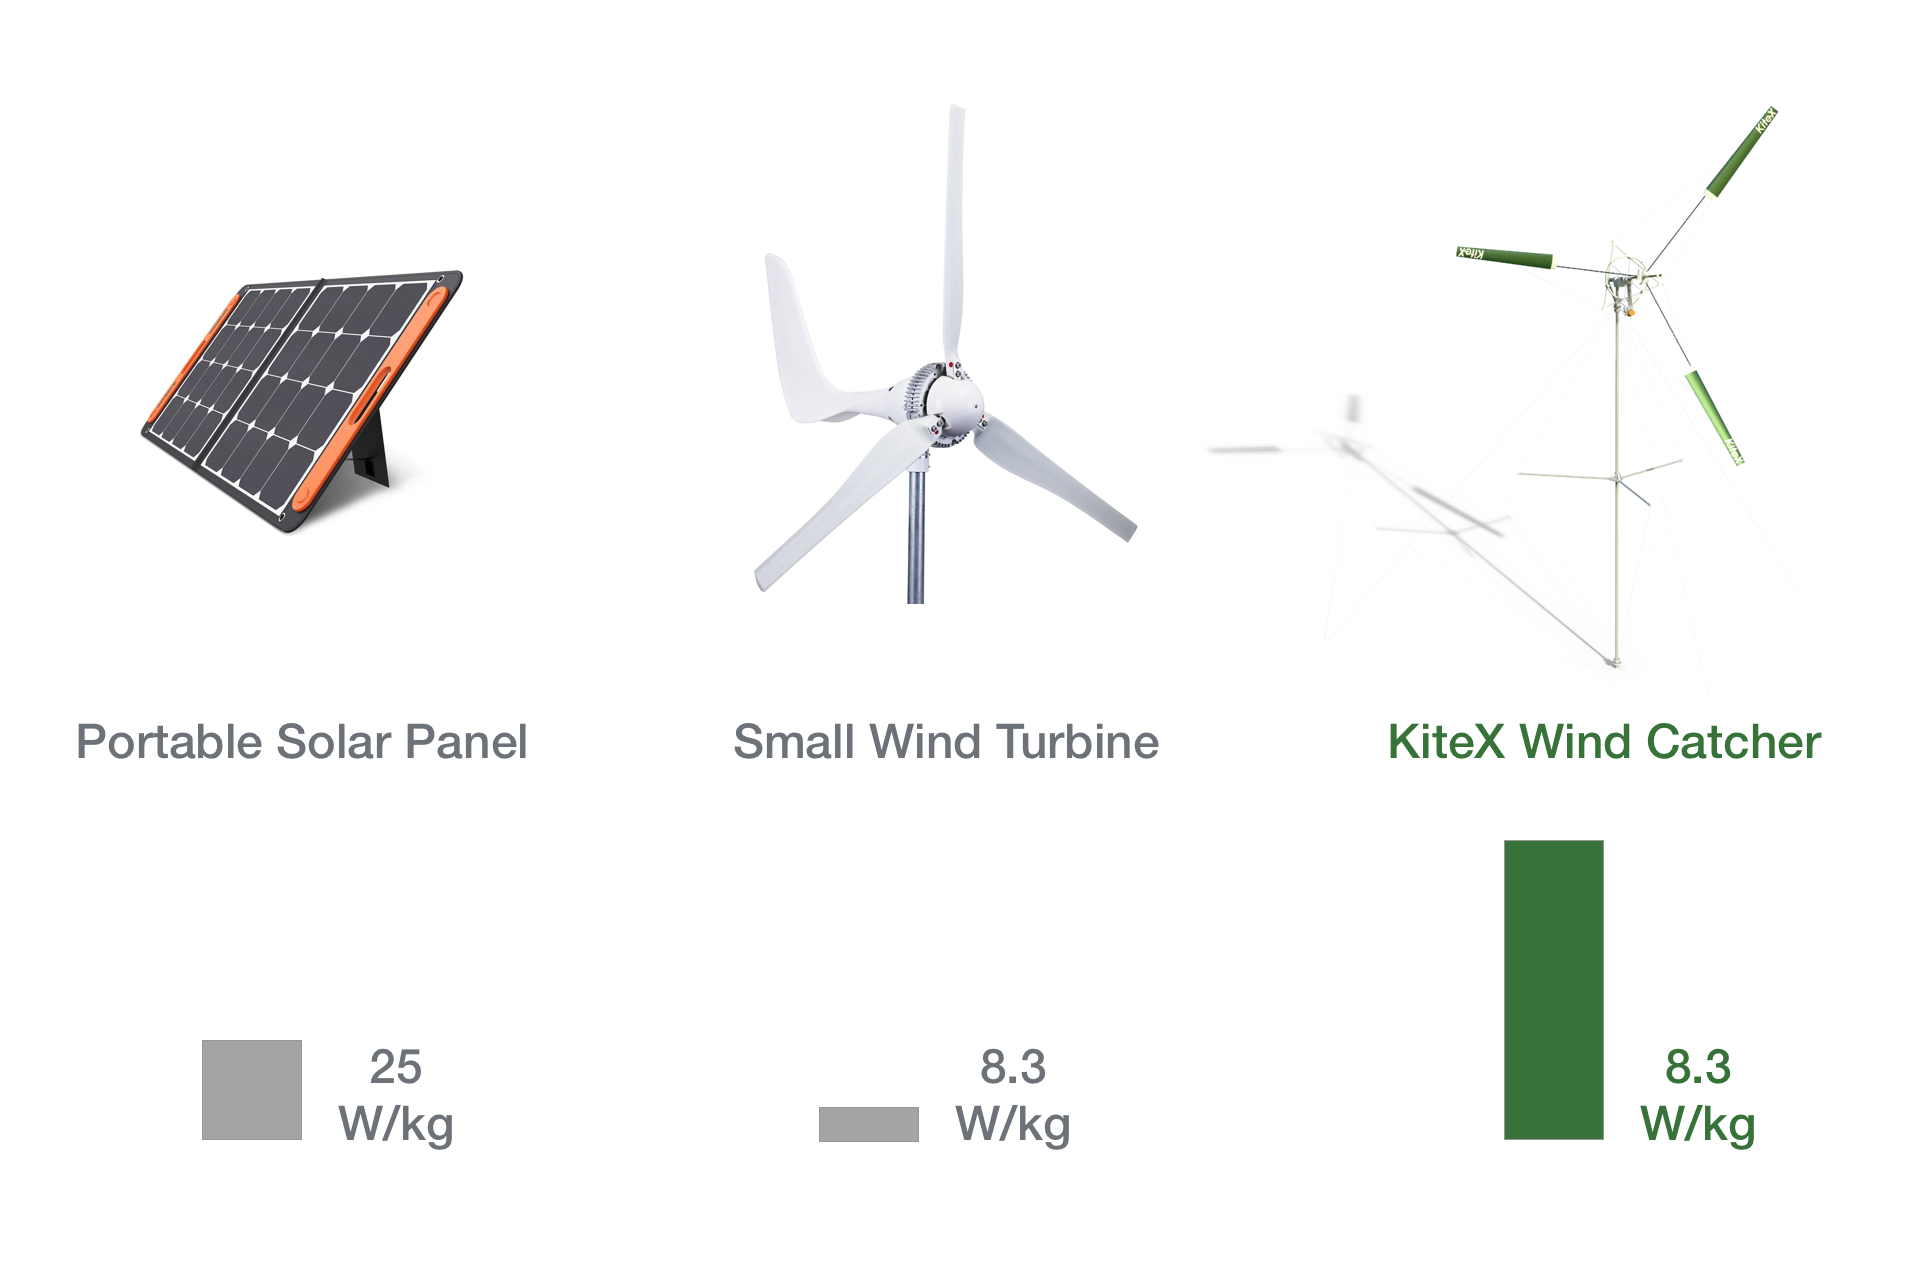 KiteX
KiteX
KiteX
Portable Solar Panel
Small Wind Turbine
KiteX Wind Catcher
25
W/kg
8.3
W/kg
8.3
W/kg